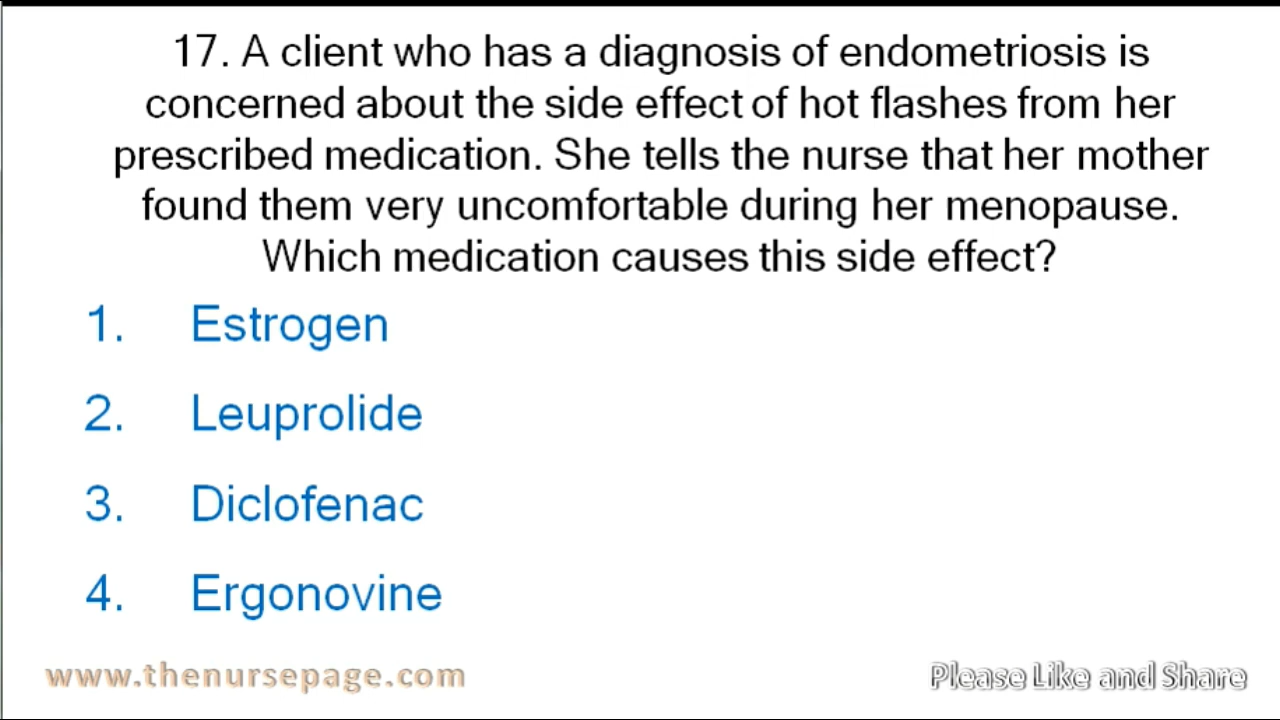 17. A client who has a diagnosis of endometriosis is
concerned about the side effect of hot flashes from her
prescribed medication. She tells the nurse that her mother
found them very uncomfortable during her menopause.
Which medication causes this side effect?
1. Estrogen
2. Leuprolide
3. Diclofenac
4. Ergonovine
www.thenursepage.com
Please Like and Share